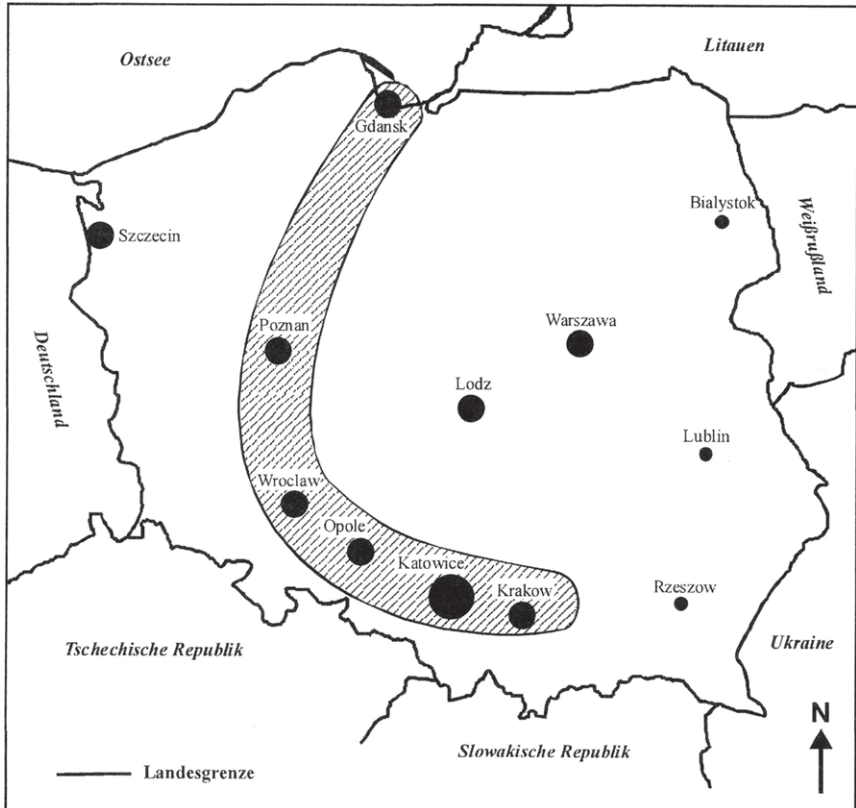 Ostsee
Litauen
Gdansk
Bialystok
Weißrußland
Szczecin
Deutschland
Poznan
Warszawa
Lodz
Lublin
Wroclaw
Opole
Katowice
Krakow
Rzeszow
Tschechische Republik
Ukraine
Slowakische Republik
N
Landesgrenze